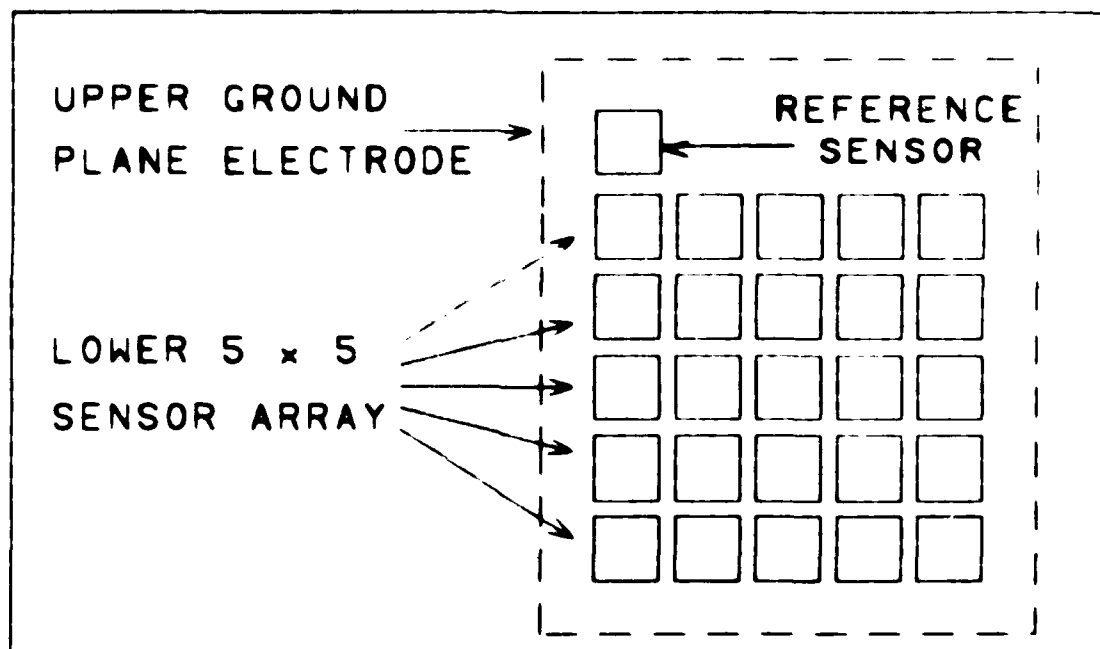 UPPER GROUND
PLANE ELECTRODE
REFERENCE
SENSOR
LOWER 5 x 5
SENSOR ARRAY